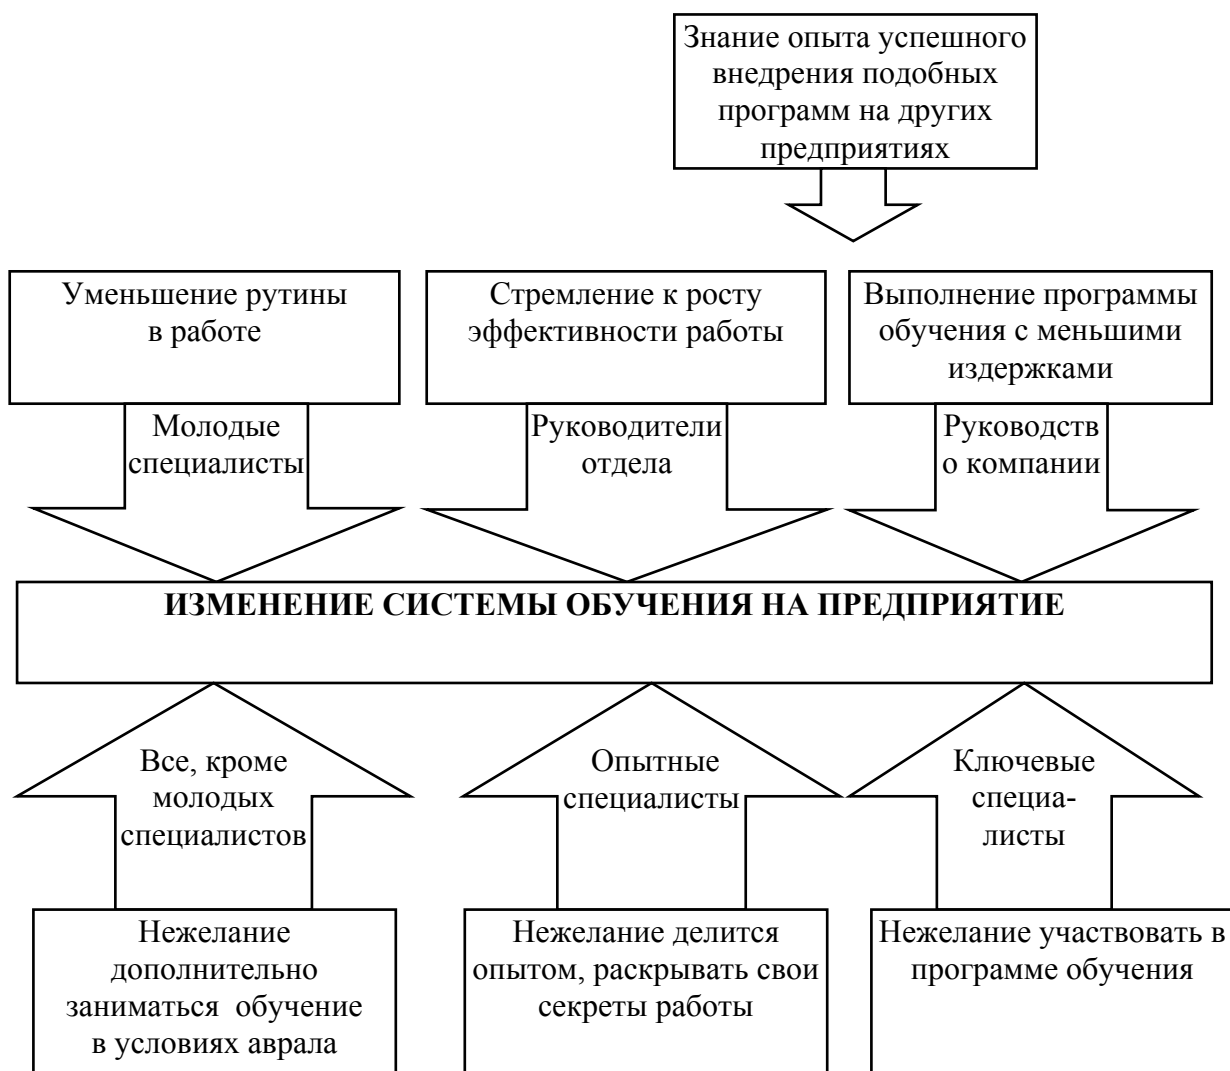 Знание опыта успешного
внедрения подобных
программ на других
предприятиях
Уменьшение рутины
в работе
Стремление к росту
эффективности работы
Выполнение программы
обучения с меньшими
издержками
Молодые
специалисты
Руководители
отдела
Руководств
о компании
ИЗМЕНЕНИЕ СИСТЕМЫ ОБУЧЕНИЯ НА ПРЕДПРИЯТИЕ
Все, кроме
молодых
специалистов
Опытные
специалисты
Ключевые
специа-
листы
Нежелание
дополнительно
заниматься обучение
в условиях аврала
Нежелание делится
опытом, раскрывать свои
секреты работы
Нежелание участвовать в
программе обучения